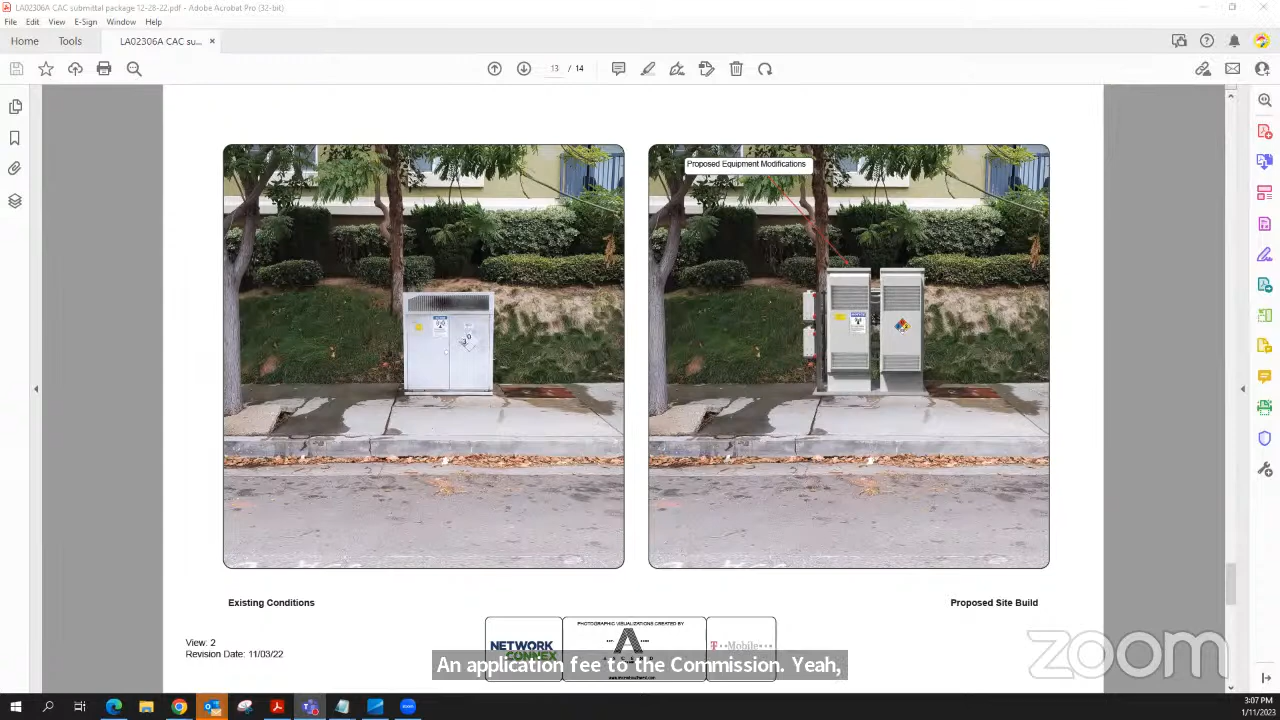 LA02306A CAC submittal package 12-28-22.pdf - Adobe Acrobat Pro (32-bit)
File Edit View E-Sign Window Help
Home Tools LA02306A CAC su... ×
13 / 14
Proposed Equipment Modifications
Existing Conditions
Proposed Site Build
View: 2
Revision Date: 11/03/22
PHOTOGRAPHIC VISUALIZATIONS CREATED BY
NETWORK
T··Mobile·
An application fee to the Commission. Yeah,
zoom
3:07 PM
1/11/2023